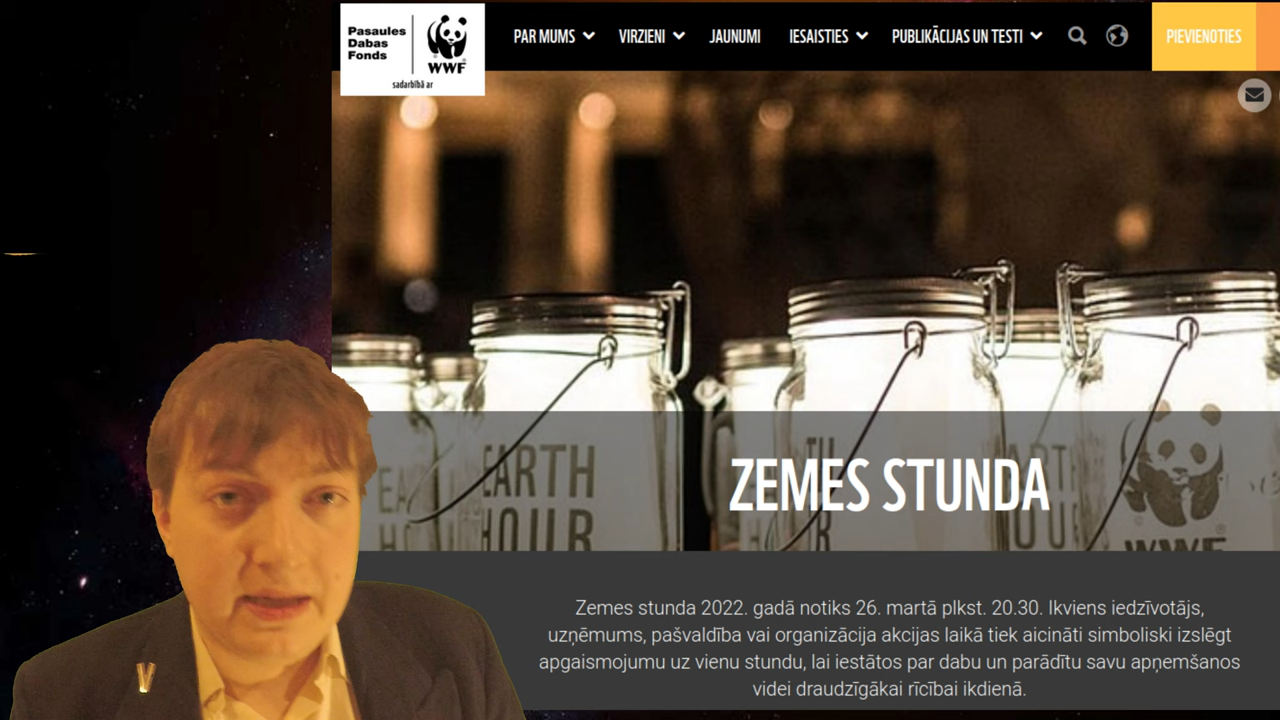 Pasaules
Dabas
Fonds
WWF
sadarbībā ar
PAR MUMS
VIRZIENI
JAUNUMI
IESAISTIES
PUBLIKĀCIJAS UN TESTI
PIEVIENOTIES
EARTH
HOUR
WWF
ZEMES STUNDA
Zemes stunda 2022. gadā notiks 26. martā plkst. 20.30. Ikviens iedzīvotājs,
uzņēmums, pašvaldība vai organizācija akcijas laikā tiek aicināti simboliski izslēgt
apgaismojumu uz vienu stundu, lai iestātos par dabu un parādītu savu apņemšanos
videi draudzīgākai rīcībai ikdienā.
V